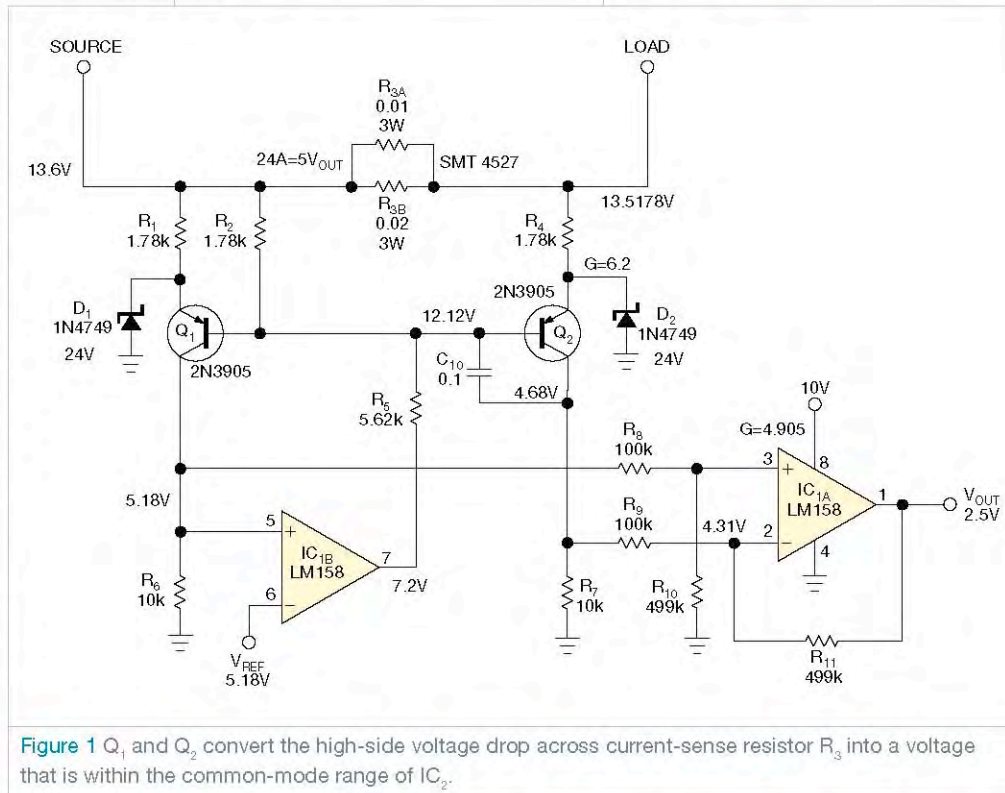 SOURCE
LOAD
R3A
0.01
3W
24A=5VOUT
SMT 4527
13.6V
R3B
0.02
3W
13.5178V
R1
1.78k
R2
1.78k
R4
1.78k
G=6.2
D1
1N4749
24V
Q1
2N3905
12.12V
2N3905
Q2
D2
1N4749
24V
C10
0.1
4.68V
R5
5.62k
10V
R8
100k
G=4.905
3
+
8
IC1A
LM158
1
VOUT
2.5V
5.18V
5
+
IC1B
LM158
7
7.2V
R9
100k
4.31V
2
−
4
R6
10k
6
−
R7
10k
R10
499k
VREF
5.18V
R11
499k
Figure 1 Q1 and Q2 convert the high-side voltage drop across current-sense resistor R3 into a voltage
that is within the common-mode range of IC2.